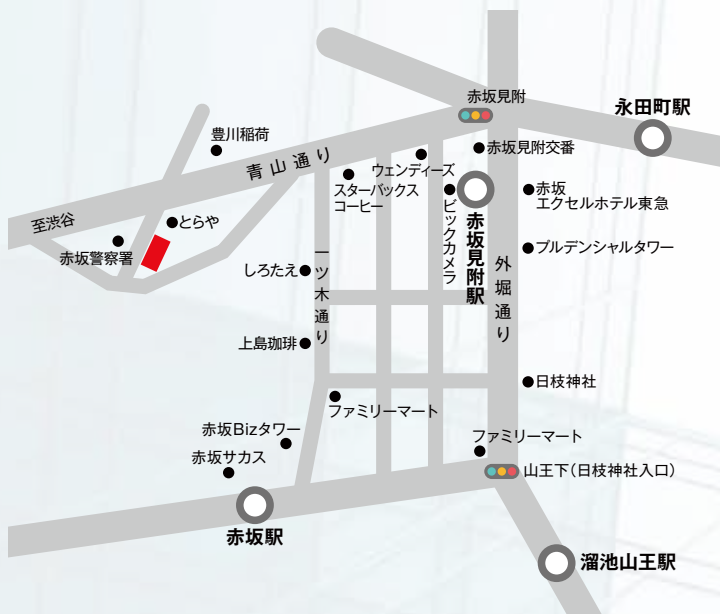 赤坂見附
永田町駅
豊川稲荷
青山通り
ウェンディーズ
赤坂見附交番
スターバックス
コーヒー
ビックカメラ
赤坂見附駅
赤坂
エクセルホテル東急
至渋谷
とらや
赤坂警察署
プルデンシャルタワー
しろたえ
一ツ木通り
外堀通り
上島珈琲
日枝神社
ファミリーマート
赤坂Bizタワー
ファミリーマート
赤坂サカス
山王下(日枝神社入口)
赤坂駅
溜池山王駅